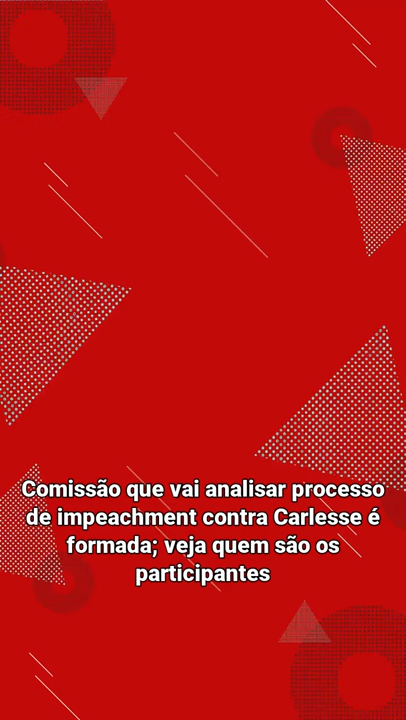 Comissão que vai analisar processo
de impeachment contra Carlesse é
formada; veja quem são os
participantes